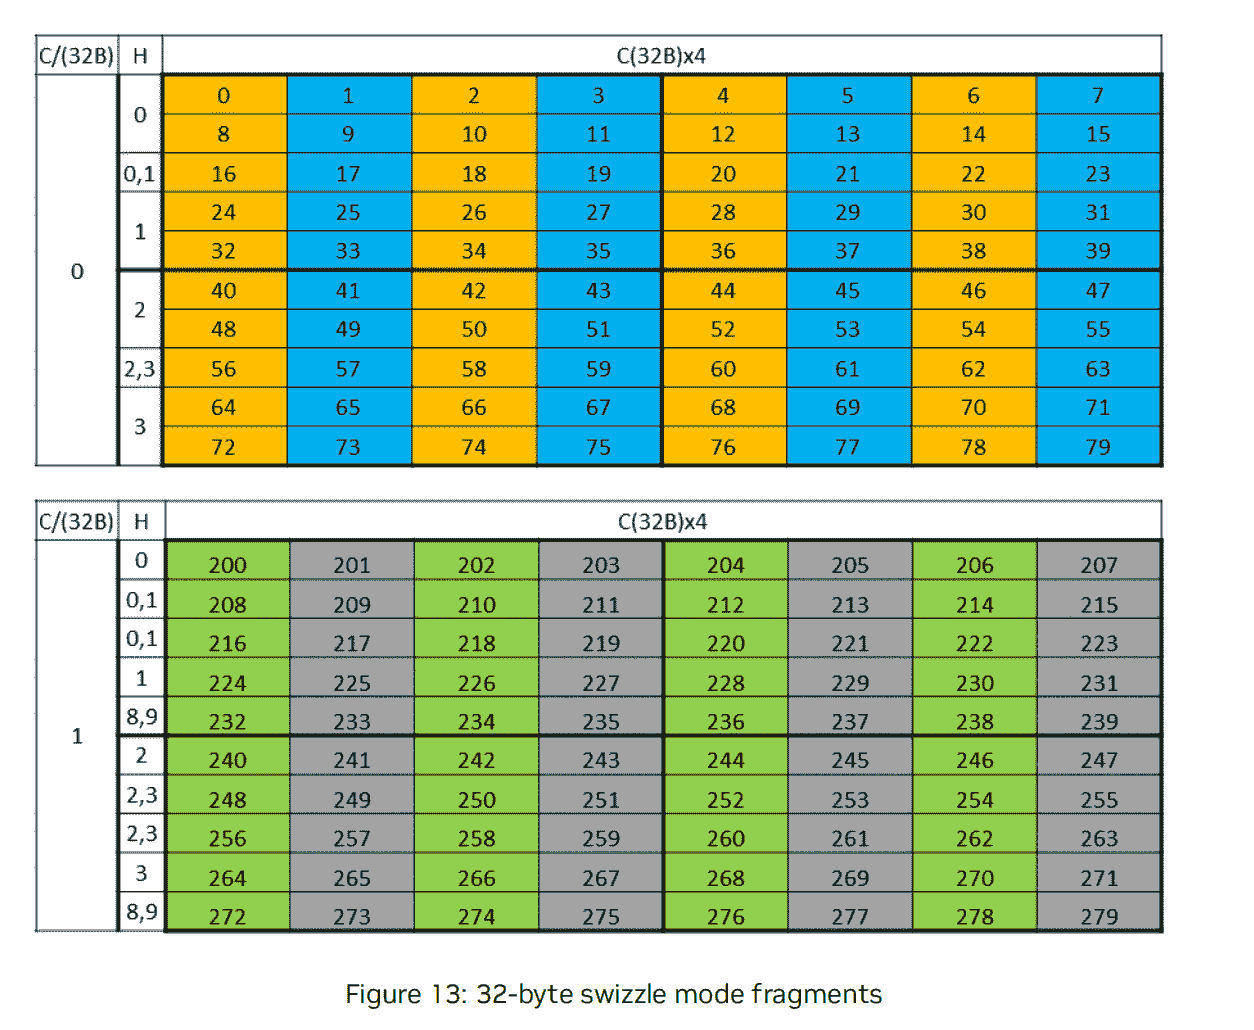 C/(32B) H C(32B)x4
0 0 0 1 2 3 4 5 6 7
8 9 10 11 12 13 14 15
0,1 16 17 18 19 20 21 22 23
1 24 25 26 27 28 29 30 31
32 33 34 35 36 37 38 39
2 40 41 42 43 44 45 46 47
48 49 50 51 52 53 54 55
2,3 56 57 58 59 60 61 62 63
3 64 65 66 67 68 69 70 71
72 73 74 75 76 77 78 79
C/(32B) H C(32B)x4
1 0 200 201 202 203 204 205 206 207
0,1 208 209 210 211 212 213 214 215
0,1 216 217 218 219 220 221 222 223
1 224 225 226 227 228 229 230 231
8,9 232 233 234 235 236 237 238 239
2 240 241 242 243 244 245 246 247
2,3 248 249 250 251 252 253 254 255
2,3 256 257 258 259 260 261 262 263
3 264 265 266 267 268 269 270 271
8,9 272 273 274 275 276 277 278 279
Figure 13: 32-byte swizzle mode fragments